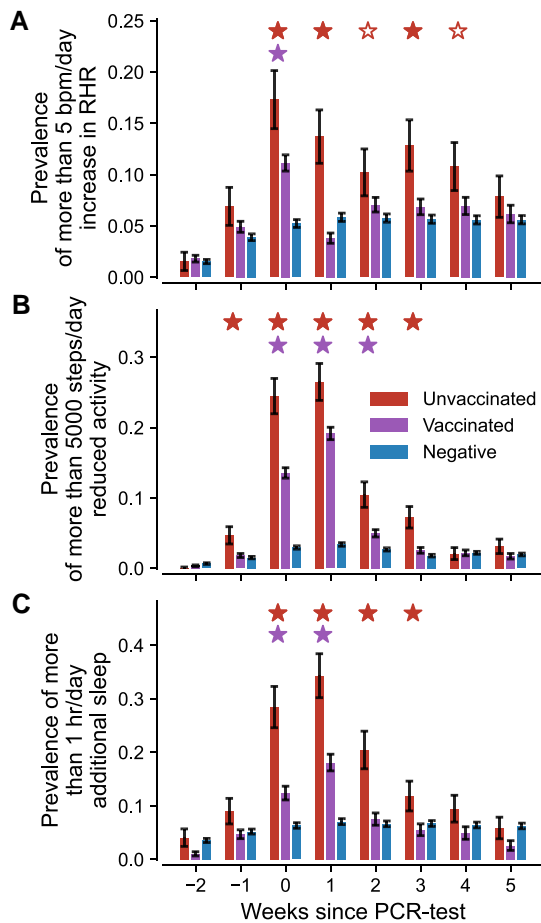 A
Prevalence
of more than 5 bpm/day
increase in RHR
0.25
0.20
0.15
0.10
0.05
0.00
B
Prevalence
of more than 5000 steps/day
reduced activity
0.3
0.2
0.1
0.0
Unvaccinated
Vaccinated
Negative
C
Prevalence of more
than 1 hr/day
additional sleep
0.4
0.3
0.2
0.1
0.0
−2 −1 0 1 2 3 4 5
Weeks since PCR-test